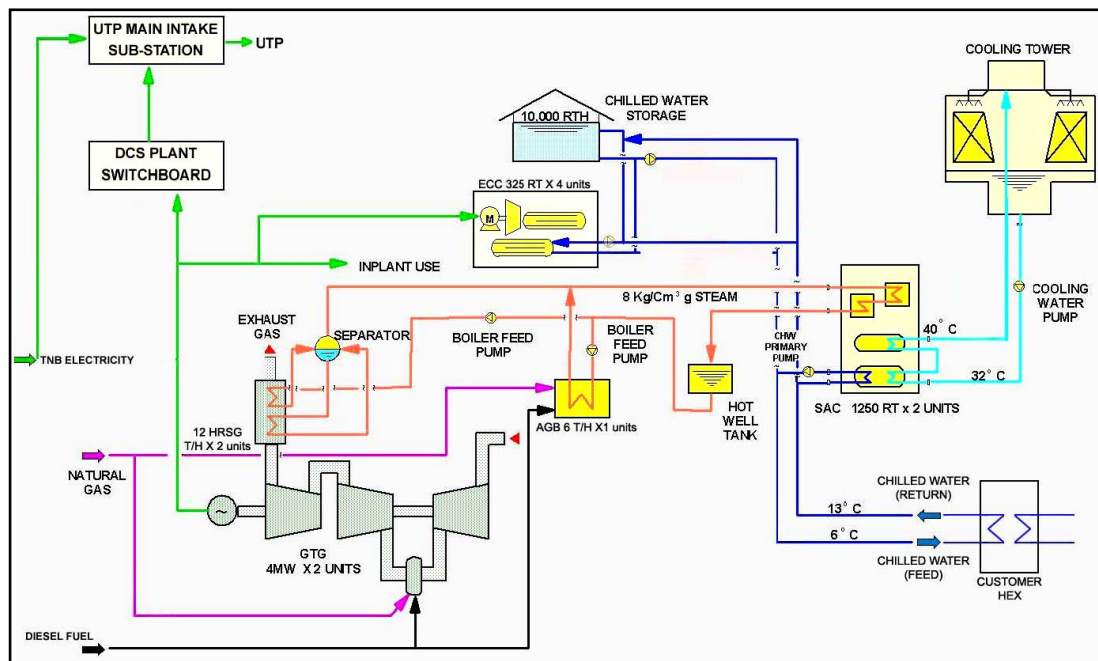 UTP MAIN INTAKE
SUB-STATION
UTP
COOLING TOWER
CHILLED WATER
STORAGE
10,000 RTH
DCS PLANT
SWITCHBOARD
ECC 325 RT X 4 units
M
INPLANT USE
8 Kg/Cm³ g STEAM
EXHAUST
GAS
SEPARATOR
BOILER FEED
PUMP
BOILER
FEED
PUMP
CHW
PRIMARY
PUMP
COOLING
WATER
PUMP
40° C
32° C
TNB ELECTRICITY
HOT
WELL
TANK
SAC 1250 RT x 2 UNITS
AGB 6 T/H X1 units
12 HRSG
T/H X 2 units
NATURAL
GAS
~
GTG
4MW X 2 UNITS
CHILLED WATER
(RETURN)
13° C
6° C
CHILLED WATER
(FEED)
CUSTOMER
HEX
DIESEL FUEL